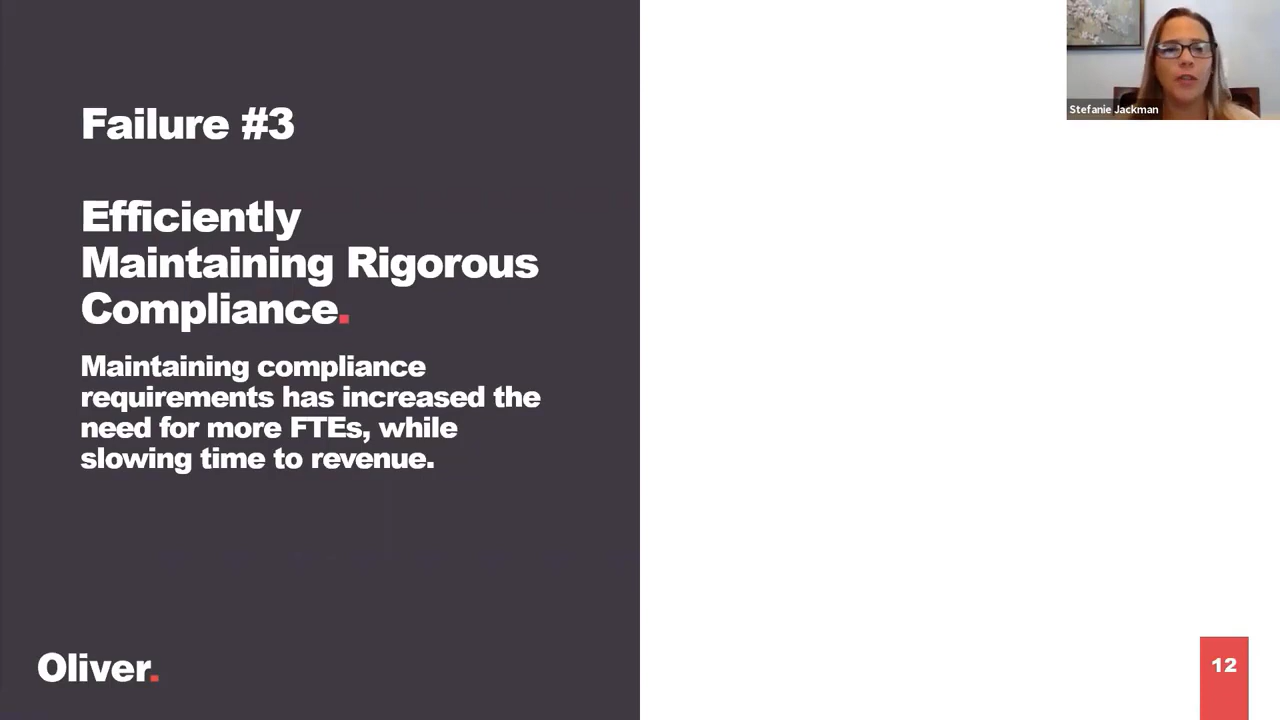 Failure #3
Efficiently
Maintaining Rigorous
Compliance.
Maintaining compliance
requirements has increased the
need for more FTEs, while
slowing time to revenue.
Oliver.
Stefanie Jackman
12